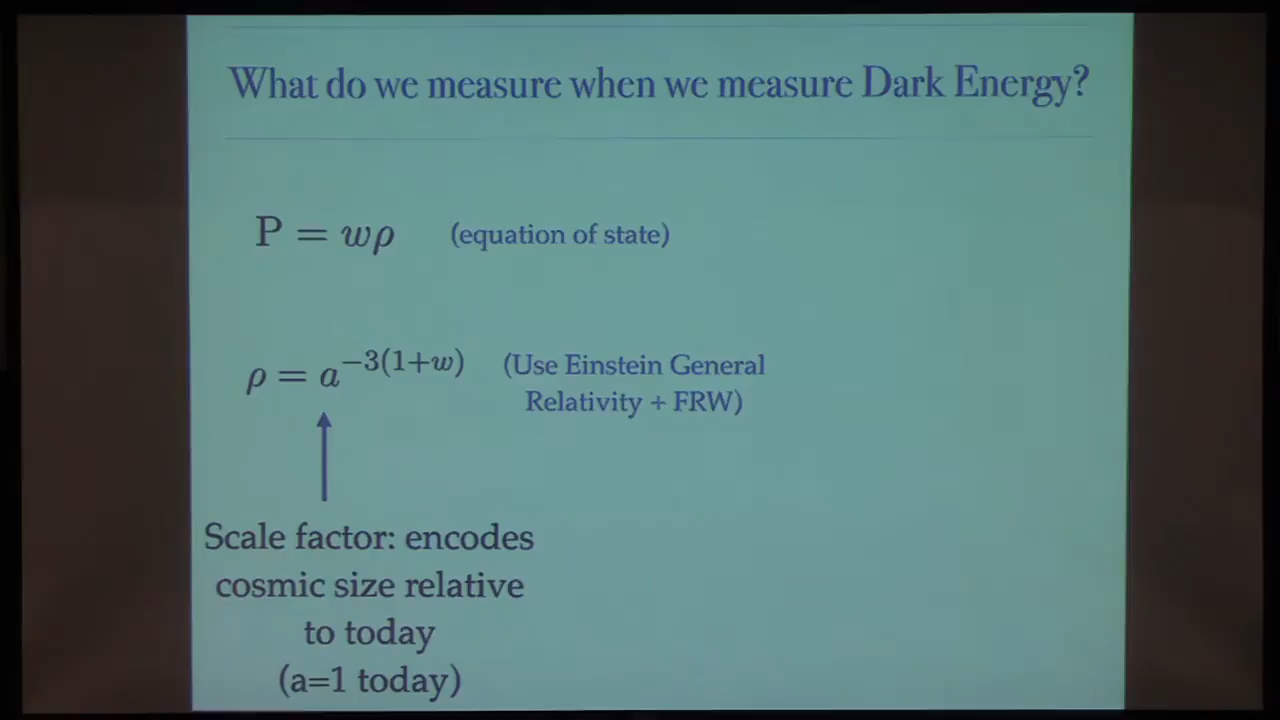 What do we measure when we measure Dark Energy?
P = wρ (equation of state)
ρ = a^{-3(1+w)} (Use Einstein General
Relativity + FRW)
Scale factor: encodes
cosmic size relative
to today
(a=1 today)